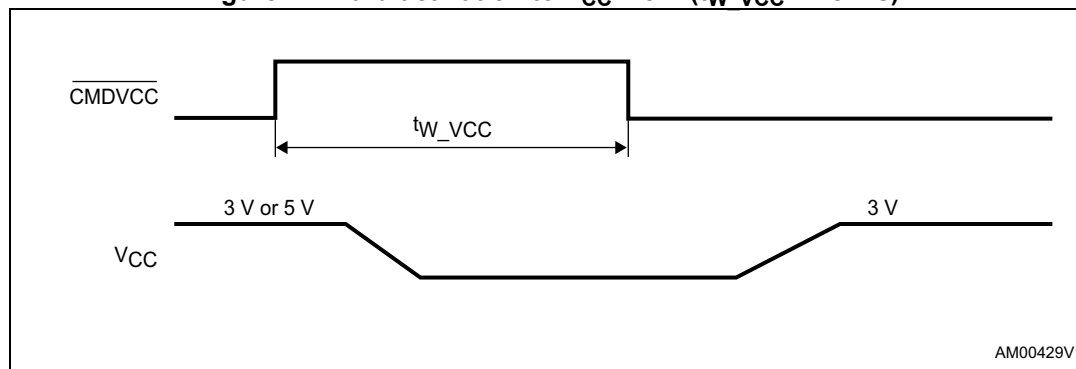 CMDVCC
tW_VCC
3 V or 5 V
3 V
VCC
AM00429V